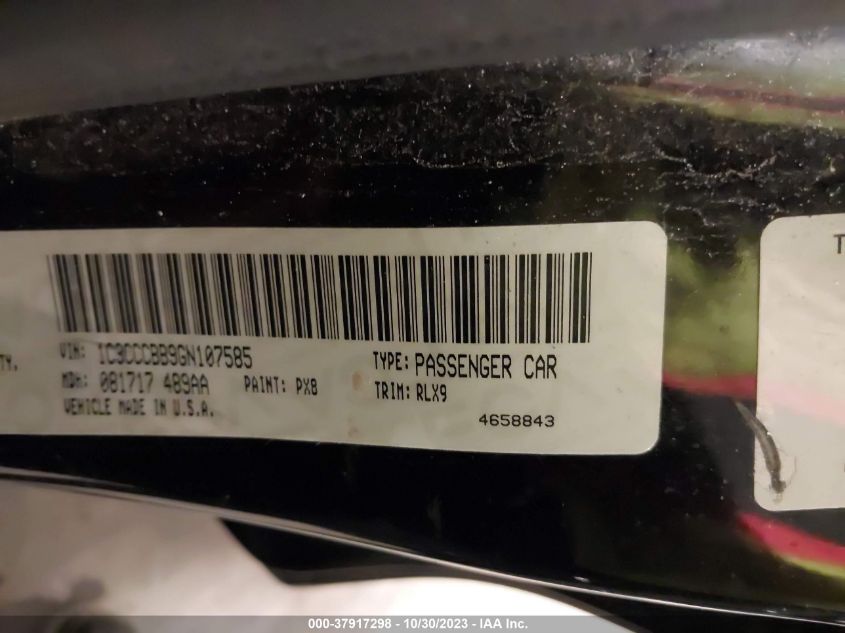 TY.
VIN: 1C3CCCBB9GN107585
TYPE: PASSENGER CAR
MDH: 081717 489AA
PAINT: PX8
TRIM: RLX9
VEHICLE MADE IN U.S.A.
4658843
T
000-37917298 - 10/30/2023 - IAA Inc.